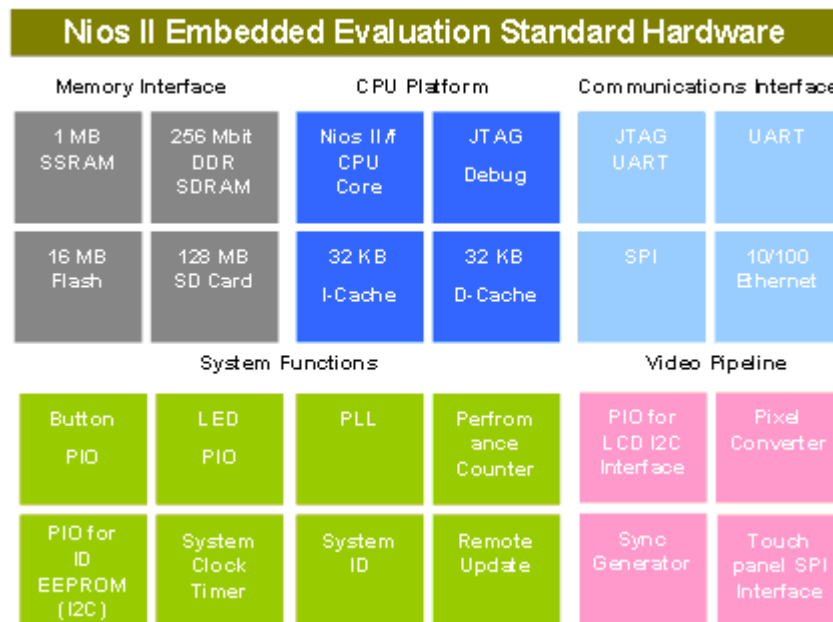 Nios II Embedded Evaluation Standard Hardware
Memory Interface
CPU Platform
Communications Interface
1 MB
SSRAM
256 Mbit
DDR
SDRAM
Nios II/f
CPU
Core
JTAG
Debug
JTAG
UART
UART
16 MB
Flash
128 MB
SD Card
32 KB
I-Cache
32 KB
D-Cache
SPI
10/100
Ethernet
System Functions
Video Pipeline
Button
PIO
LED
PIO
PLL
Perfrom
ance
Counter
PIO for
LCD I2C
Interface
Pixel
Converter
PIO for
ID
EEPROM
(I2C)
System
Clock
Timer
System
ID
Remote
Update
Sync
Generator
Touch
panel SPI
Interface